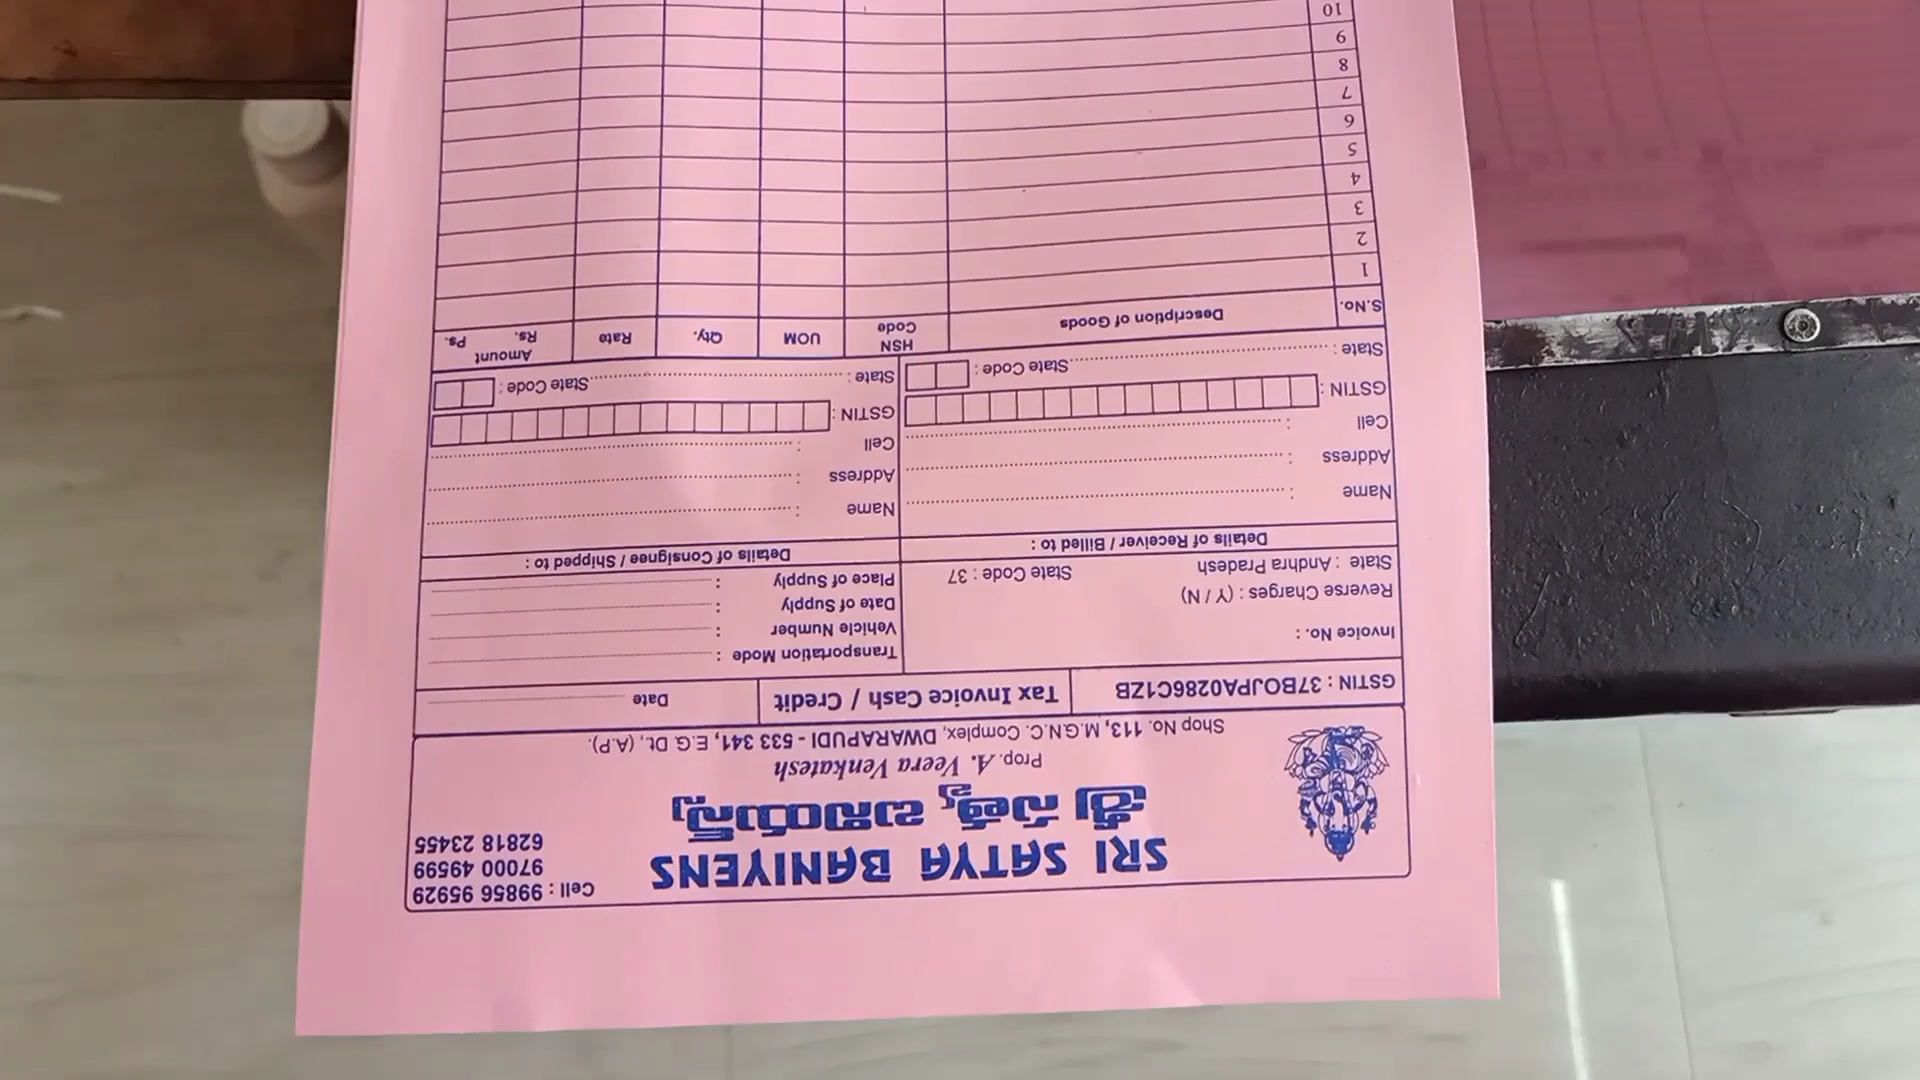 SRI SATYA BANIYENS
Cell : 99856 95929
97000 49599
62818 23455
శ్రీ సత్య బనియన్స్
Prop. A. Veera Venkatesh
Shop No. 113, M.G.N.C. Complex, DWARAPUDI - 533 341, E.G. Dt., (A.P).
GSTIN : 37BOJPA0286C1ZB Tax Invoice Cash / Credit Date
Invoice No. :
Reverse Charges : (Y / N)
State : Andhra Pradesh State Code : 37
Transportation Mode :
Vehicle Number :
Date of Supply :
Place of Supply :
Details of Receiver / Billed to :
Name :
Address :
Cell :
GSTIN :
State : State Code :
Details of Consignee / Shipped to :
Name :
Address :
Cell :
GSTIN :
State : State Code :
S.No. Description of Goods HSN Code UOM Qty. Rate Amount Rs. Ps.
1
2
3
4
5
6
7
8
9
10